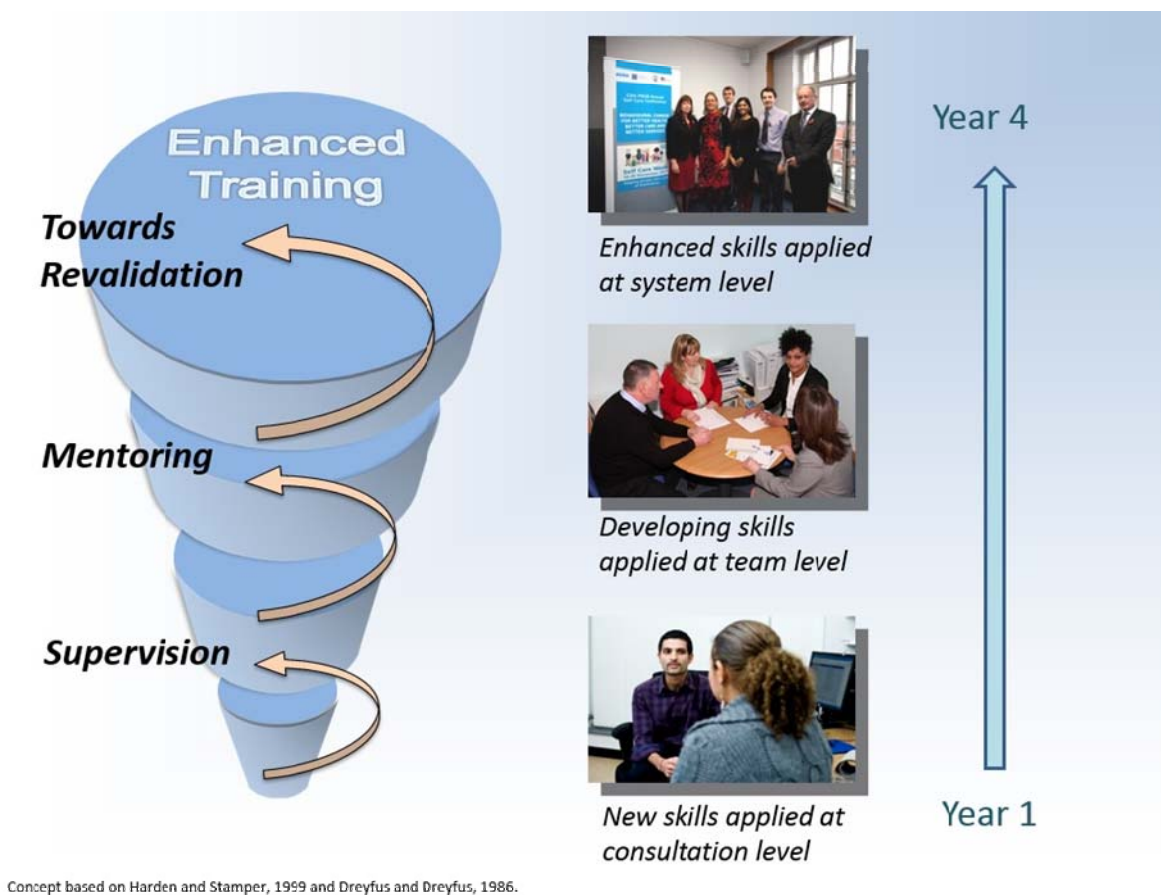 Enhanced
Training
Towards
Revalidation
Mentoring
Supervision
Enhanced skills applied
at system level
Developing skills
applied at team level
New skills applied at
consultation level
Year 4
Year 1
Concept based on Harden and Stamper, 1999 and Dreyfus and Dreyfus, 1986.